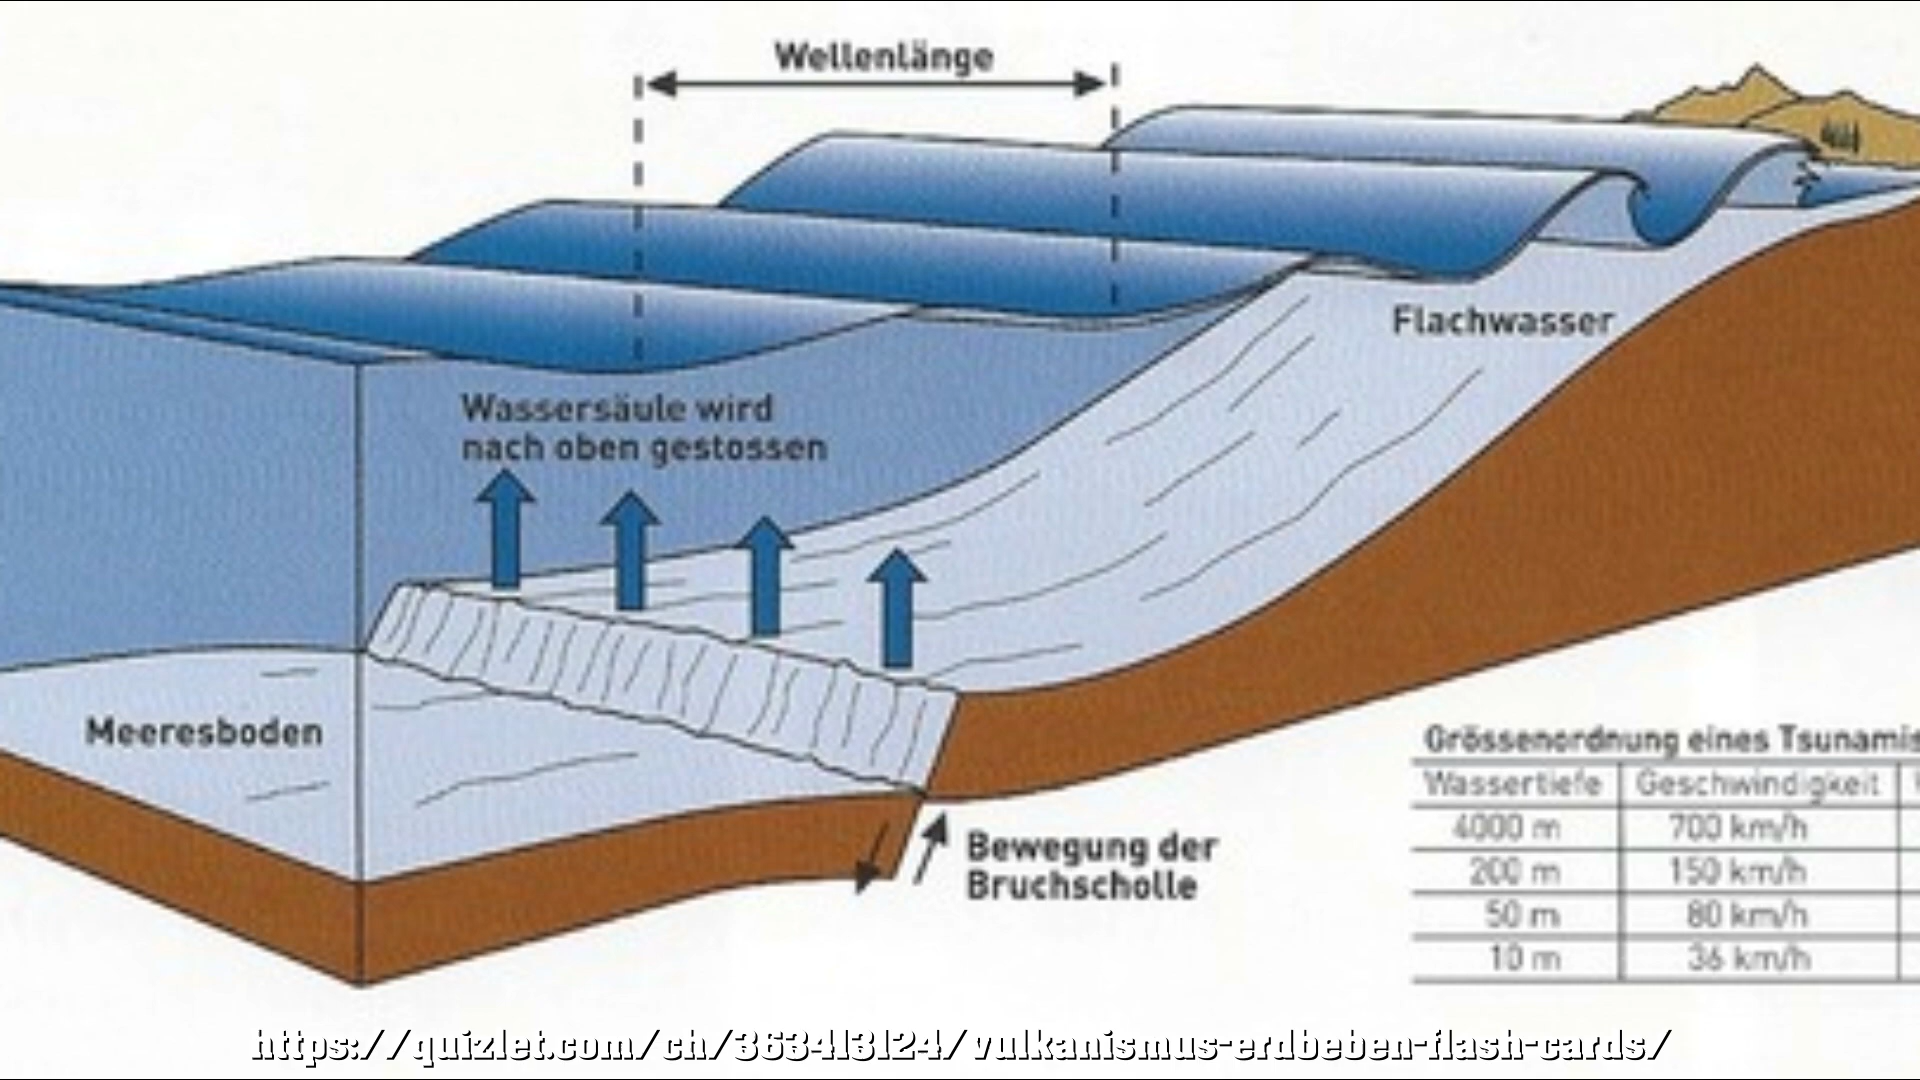 Wellenlänge
Flachwasser
Wassersäule wird
nach oben gestossen
Meeresboden
Bewegung der
Bruchscholle
Grössenordnung eines Tsunamis
Wassertiefe Geschwindigkeit
4000 m 700 km/h
200 m 150 km/h
50 m 80 km/h
10 m 36 km/h
https://quizlet.com/ch/363413124/vulkanismus-erdbeben-flash-cards/